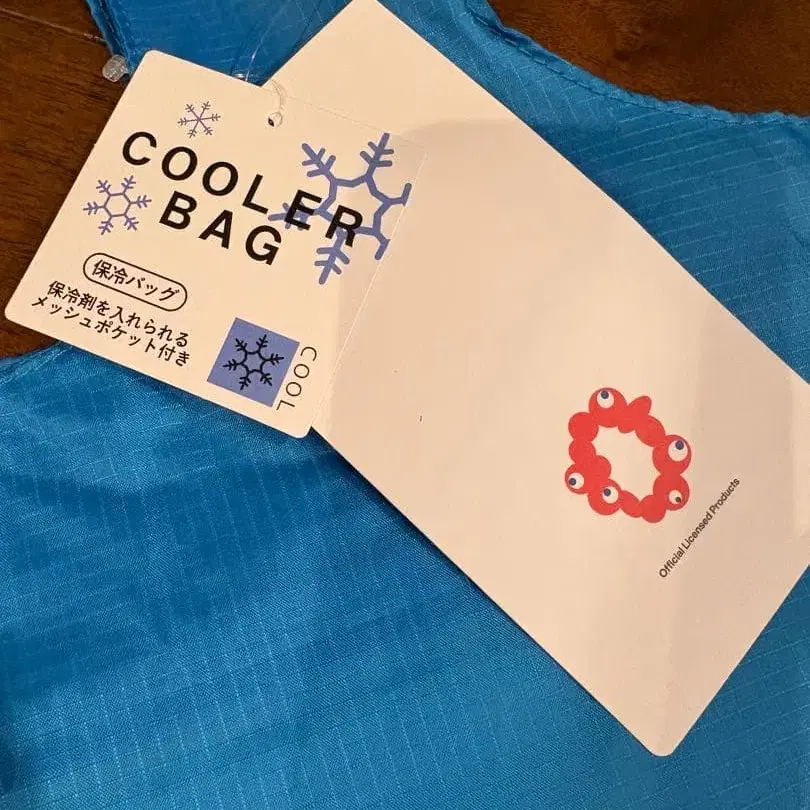 COOLER
BAG
保冷バッグ
保冷剤を入れられる
メッシュポケット付き
COOL
Official Licensed Products